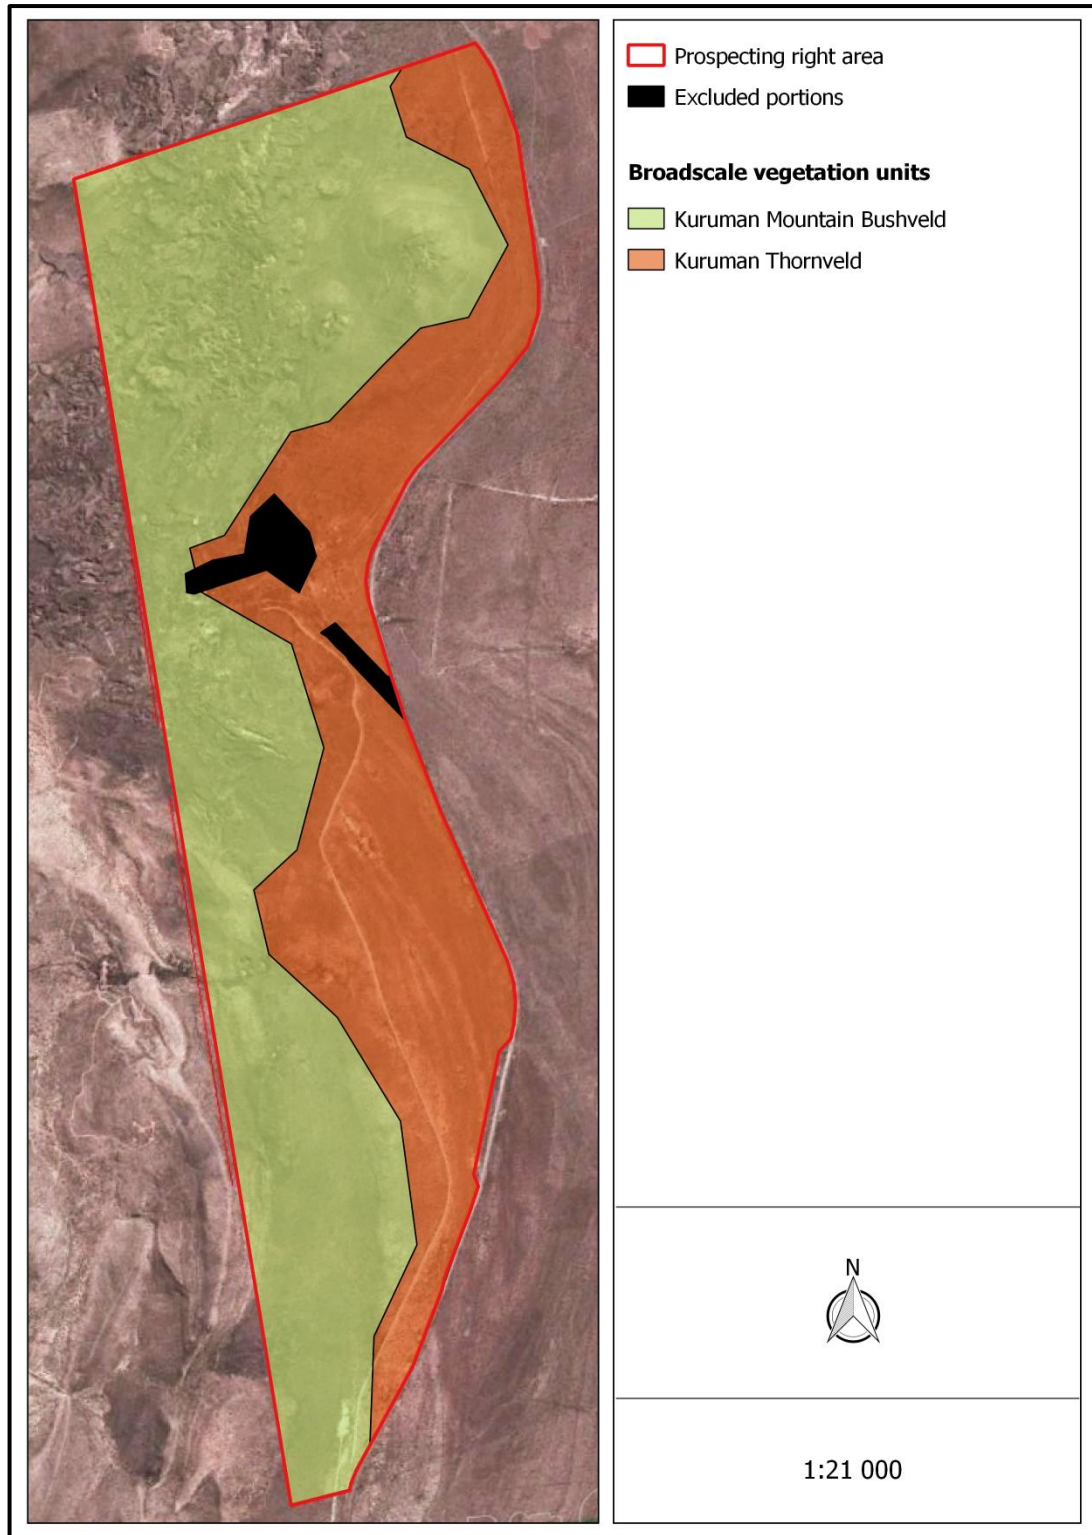 Prospecting right area
Excluded portions
Broadscale vegetation units
Kuruman Mountain Bushveld
Kuruman Thornveld
N
1:21 000